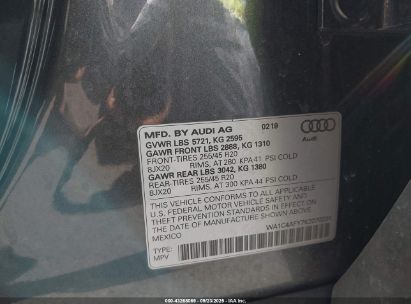 MFD. BY AUDI AG 0219
GVWR LBS 5721, KG 2595
GAWR FRONT LBS 2888, KG 1310
FRONT-TIRES 255/45 R20
8JX20 RIMS, AT 280 KPA 41 PSI COLD
GAWR REAR LBS 3042, KG 1380
REAR-TIRES 255/45 R20
8JX20 RIMS, AT 300 KPA 44 PSI COLD
Audi
THIS VEHICLE CONFORMS TO ALL APPLICABLE
U.S. FEDERAL MOTOR VEHICLE SAFETY AND
THEFT PREVENTION STANDARDS IN EFFECT ON
THE DATE OF MANUFACTURE SHOWN ABOVE
MEXICO
TYPE:
MPV